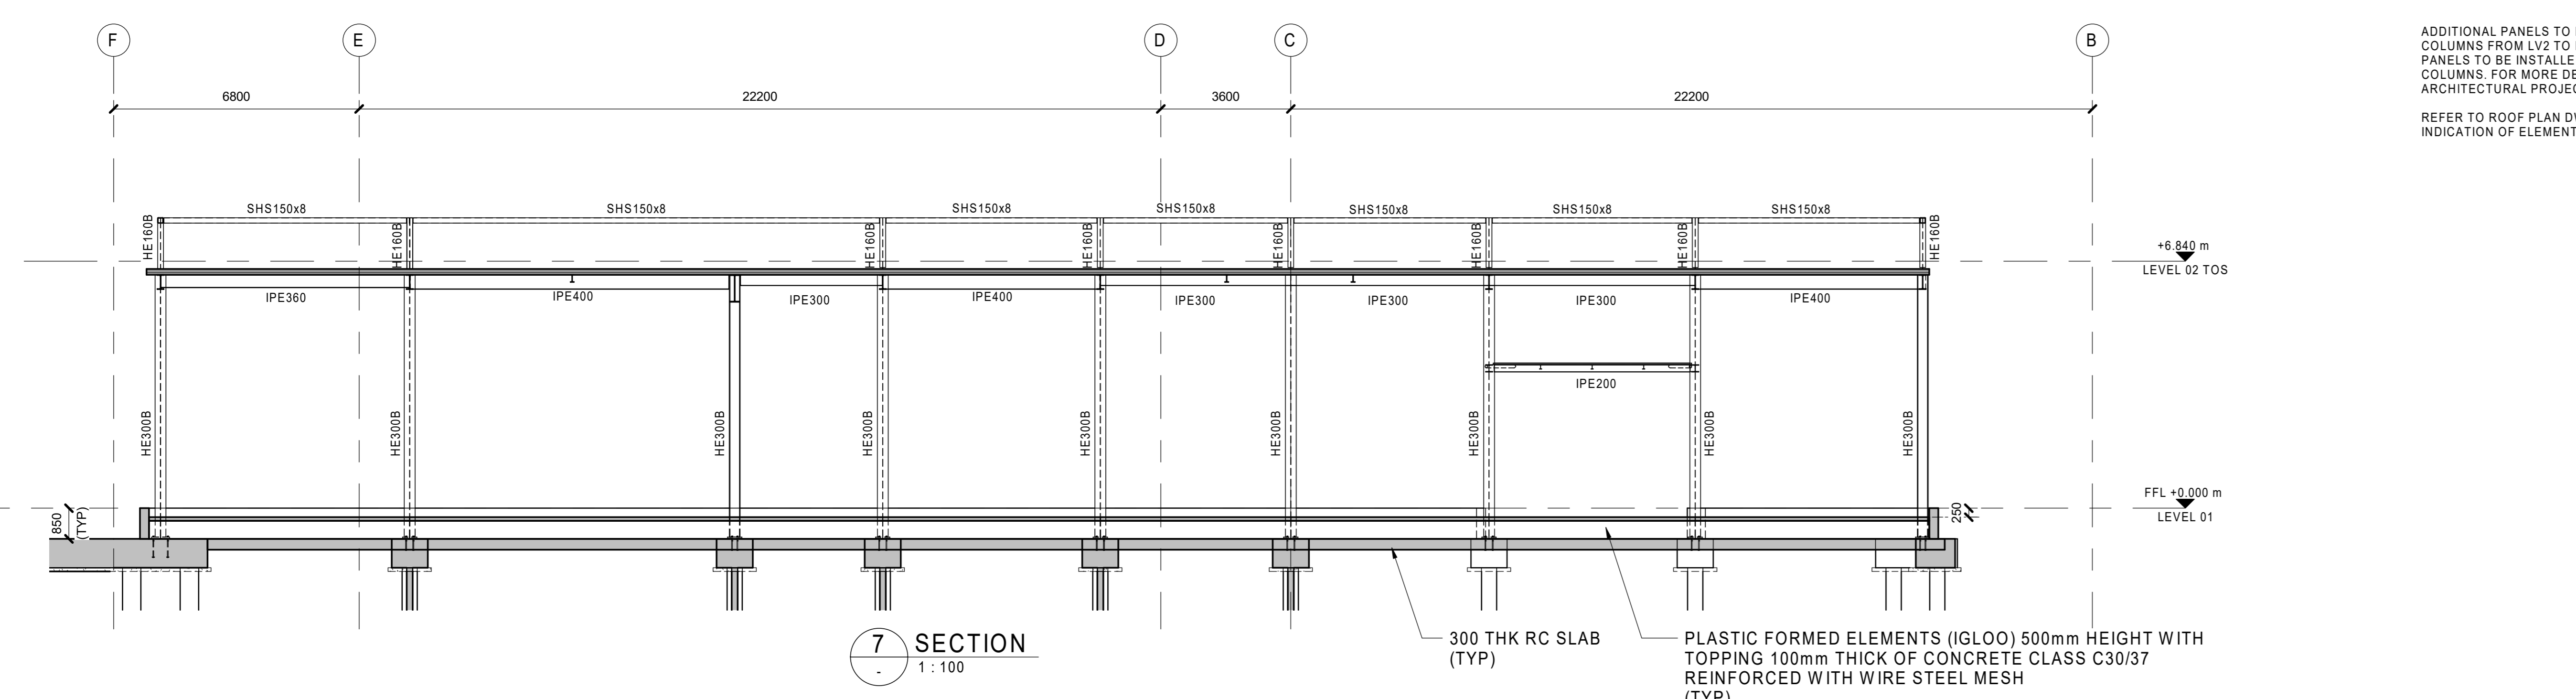 F
E
D
C
B
6800
22200
3600
22200
ADDITIONAL PANELS TO
COLUMNS FROM LV2 TO
PANELS TO BE
COLUMNS. FOR MORE
ARCHITECTURAL
REFER TO ROOF PLAN
INDICATION OF
SHS150x8
SHS150x8
SHS150x8
SHS150x8
SHS150x8
SHS150x8
SHS150x8
HE160B
HE160B
HE160B
HE160B
HE160B
HE160B
HE160B
HE160B
+6.840 m
LEVEL 02 TOS
IPE360
IPE400
IPE300
IPE400
IPE300
IPE300
IPE300
IPE400
IPE200
HE300B
HE300B
HE300B
HE300B
HE300B
HE300B
HE300B
HE300B
HE300B
850
(TYP)
250
FFL +0.000 m
LEVEL 01
7
-
SECTION
1 : 100
300 THK RC SLAB
(TYP)
PLASTIC FORMED ELEMENTS (IGLOO) 500mm HEIGHT WITH
TOPPING 100mm THICK OF CONCRETE CLASS C30/37
REINFORCED WITH WIRE STEEL MESH
(TYP)